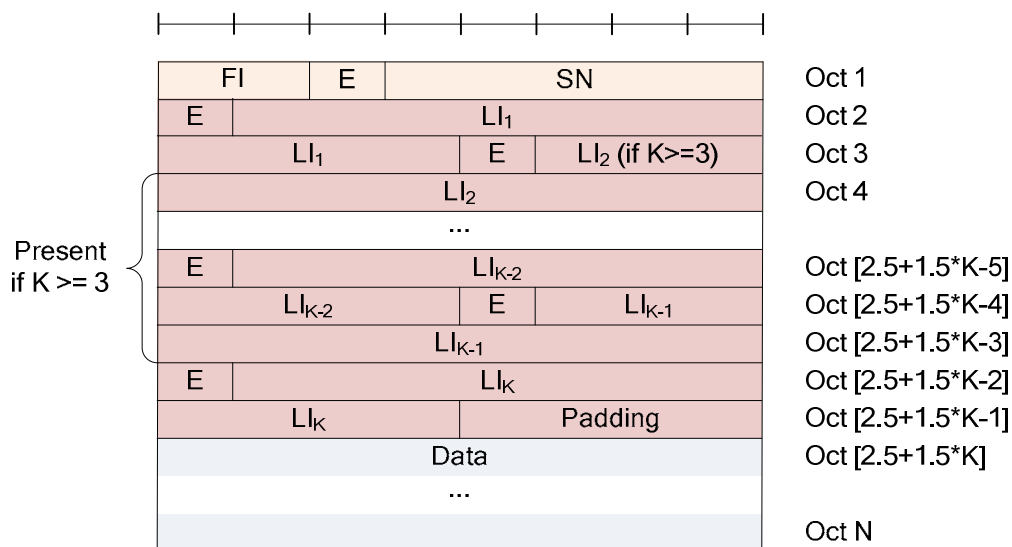 FI E SN Oct 1
E LI1 Oct 2
LI1 E LI2 (if K>=3) Oct 3
LI2 Oct 4
...
Present
if K >= 3
E LIK-2 Oct [2.5+1.5*K-5]
LIK-2 E LIK-1 Oct [2.5+1.5*K-4]
LIK-1 Oct [2.5+1.5*K-3]
E LIK Oct [2.5+1.5*K-2]
LIK Padding Oct [2.5+1.5*K-1]
Data Oct [2.5+1.5*K]
...
Oct N